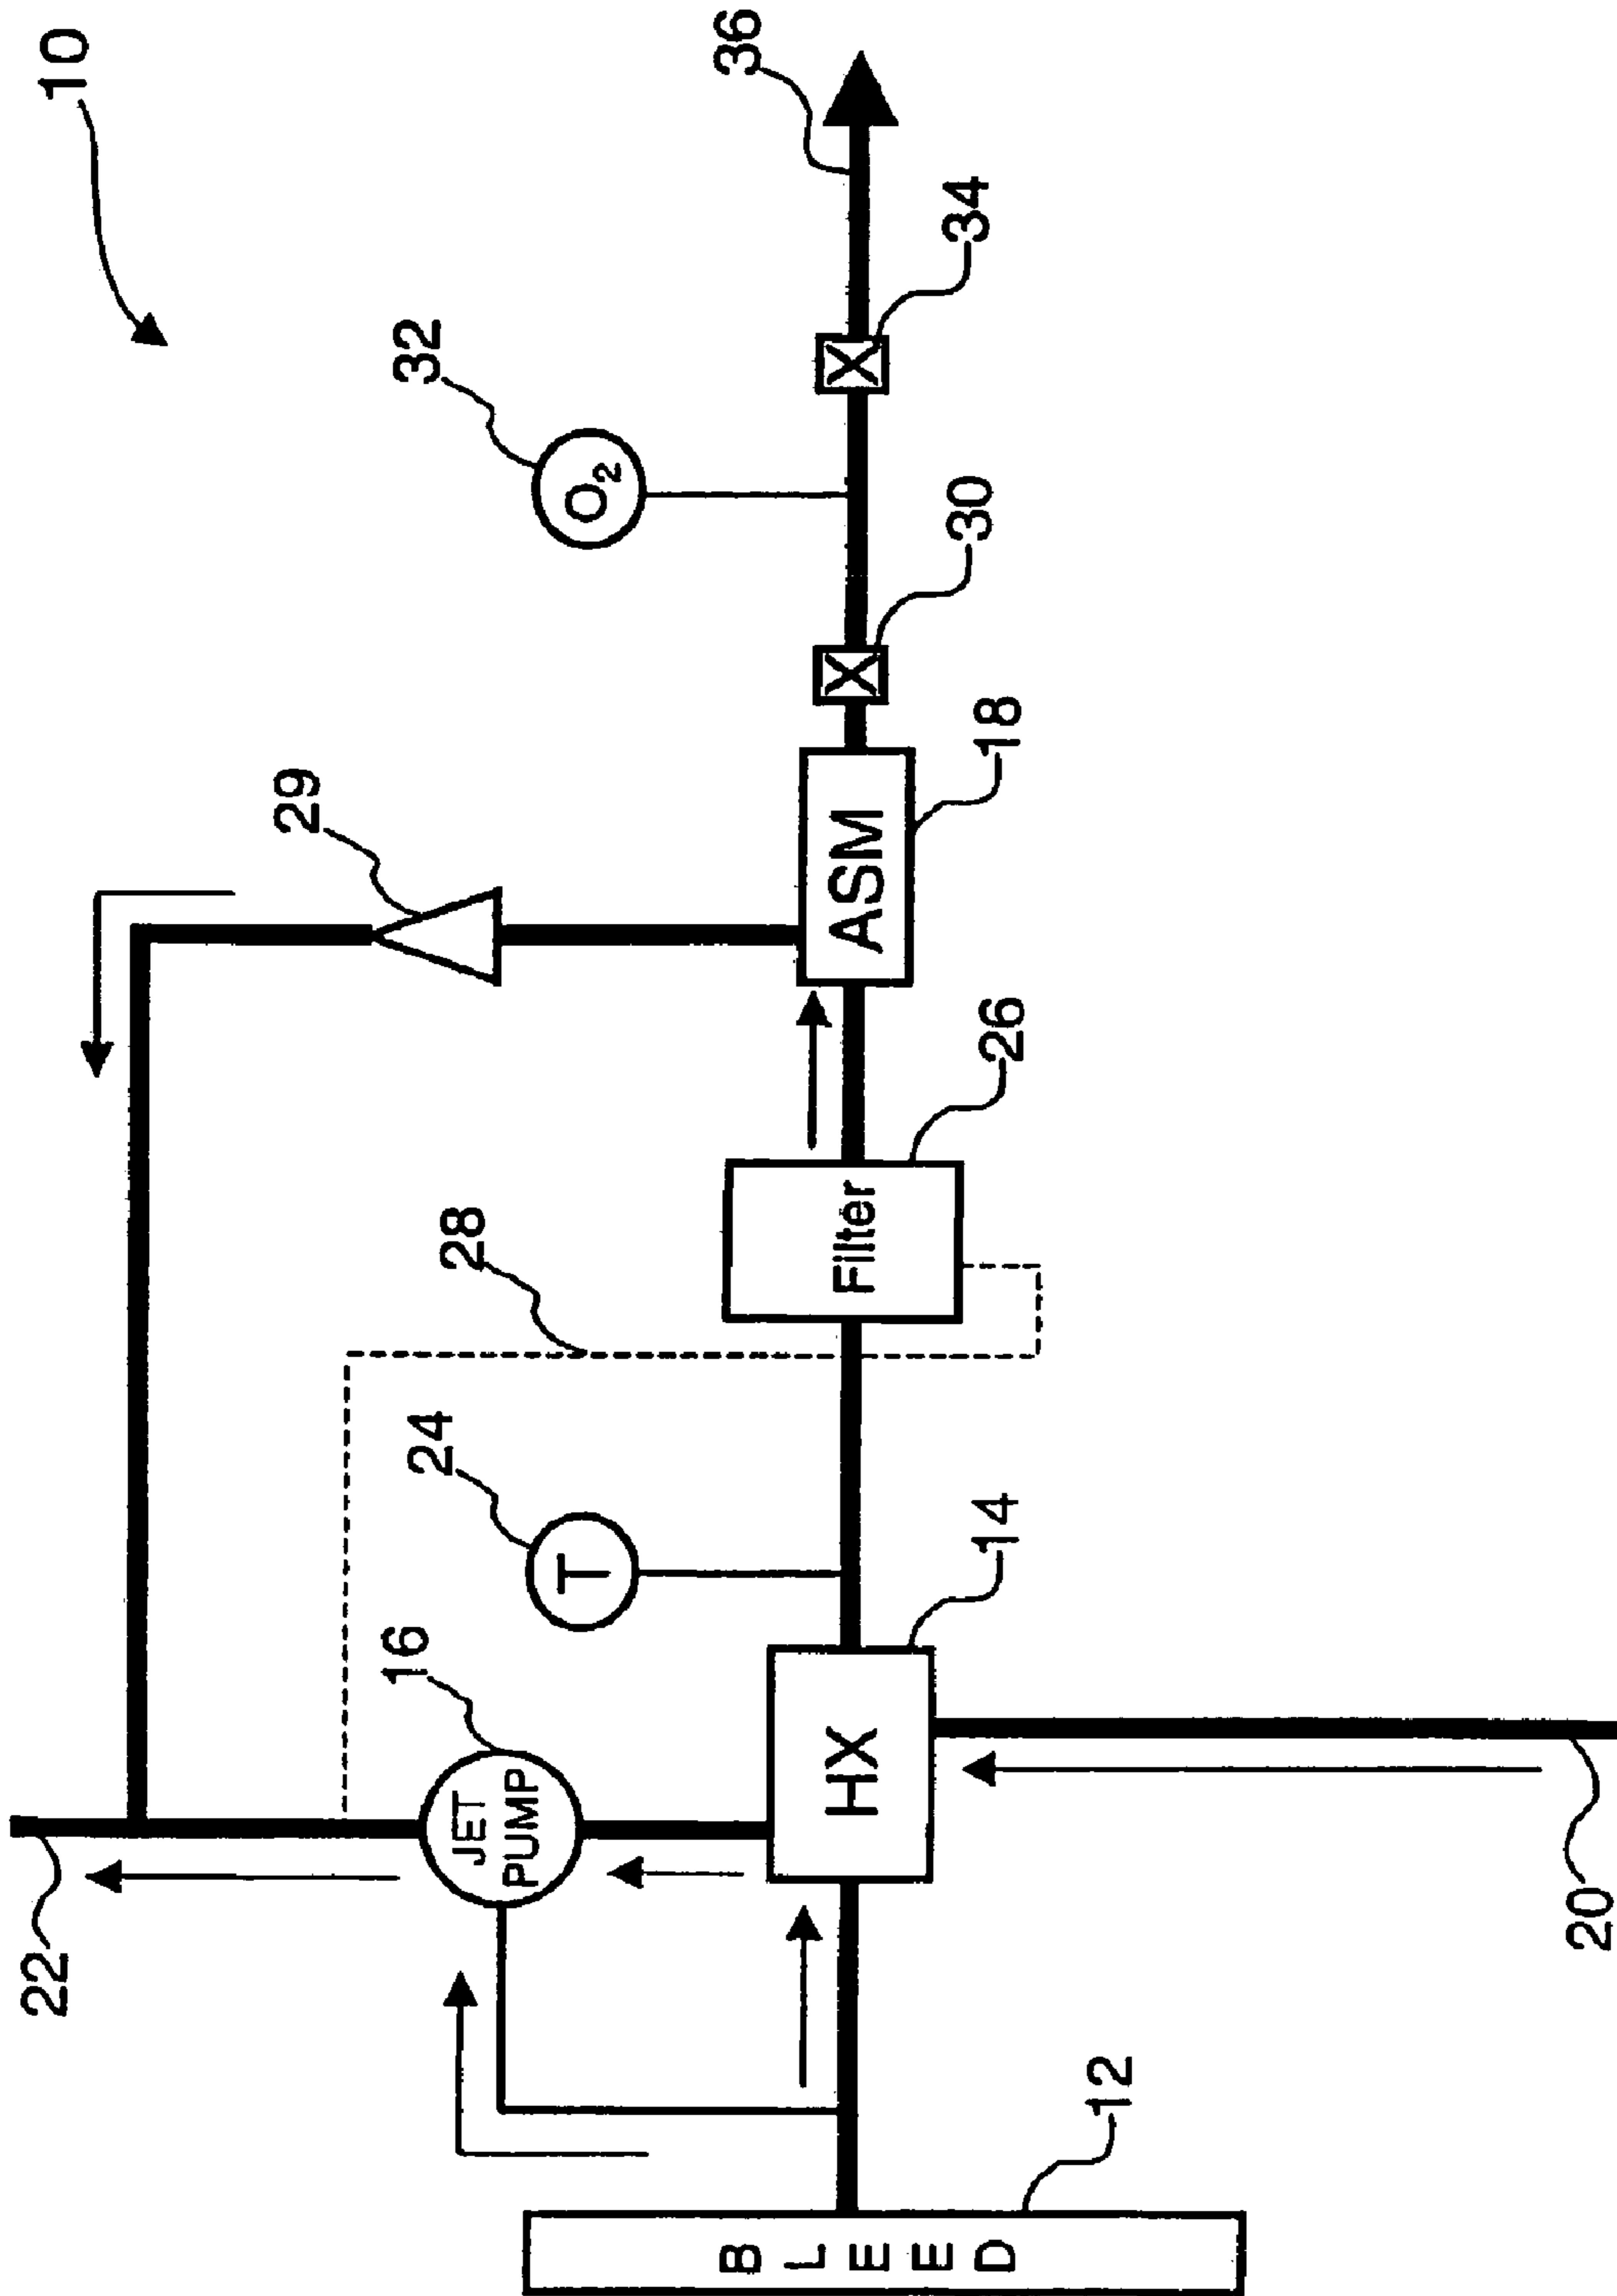 10
22
29
16
24
28
32
JET
PUMP
T
O₂
36
B
L
E
E
D
HX
Filter
ASM
X
X
12
14
26
18
30
34
20